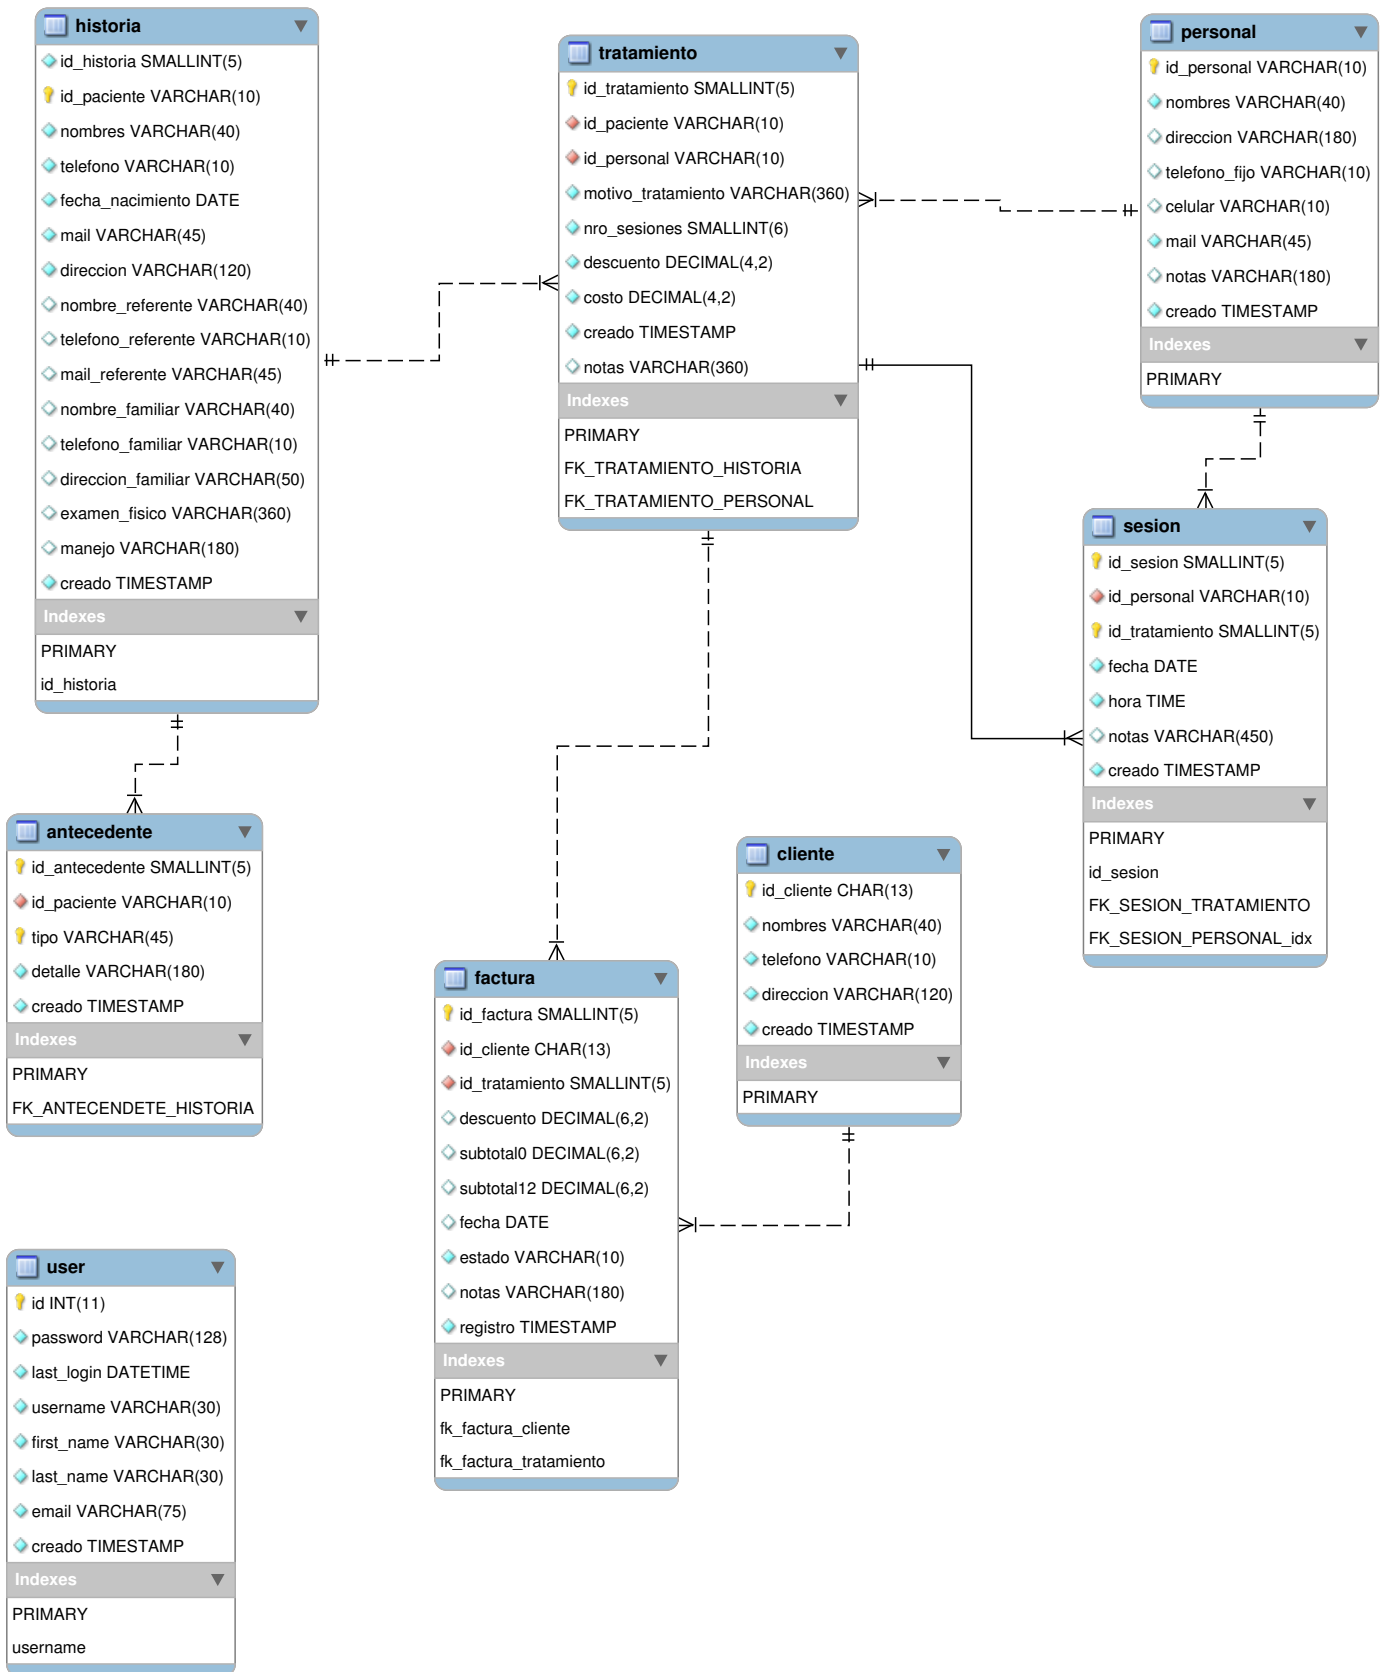 historia
id_historia SMALLINT(5)
id_paciente VARCHAR(10)
nombres VARCHAR(40)
telefono VARCHAR(10)
fecha_nacimiento DATE
mail VARCHAR(45)
direccion VARCHAR(120)
nombre_referente VARCHAR(40)
telefono_referente VARCHAR(10)
mail_referente VARCHAR(45)
nombre_familiar VARCHAR(40)
telefono_familiar VARCHAR(10)
direccion_familiar VARCHAR(50)
examen_fisico VARCHAR(360)
manejo VARCHAR(180)
creado TIMESTAMP
Indexes
PRIMARY
id_historia
tratamiento
id_tratamiento SMALLINT(5)
id_paciente VARCHAR(10)
id_personal VARCHAR(10)
motivo_tratamiento VARCHAR(360)
nro_sesiones SMALLINT(6)
descuento DECIMAL(4,2)
costo DECIMAL(4,2)
creado TIMESTAMP
notas VARCHAR(360)
Indexes
PRIMARY
FK_TRATAMIENTO_HISTORIA
FK_TRATAMIENTO_PERSONAL
personal
id_personal VARCHAR(10)
nombres VARCHAR(40)
direccion VARCHAR(180)
telefono_fijo VARCHAR(10)
celular VARCHAR(10)
mail VARCHAR(45)
notas VARCHAR(180)
creado TIMESTAMP
Indexes
PRIMARY
sesion
id_sesion SMALLINT(5)
id_personal VARCHAR(10)
id_tratamiento SMALLINT(5)
fecha DATE
hora TIME
notas VARCHAR(450)
creado TIMESTAMP
Indexes
PRIMARY
id_sesion
FK_SESION_TRATAMIENTO
FK_SESION_PERSONAL_idx
antecedente
id_antecedente SMALLINT(5)
id_paciente VARCHAR(10)
tipo VARCHAR(45)
detalle VARCHAR(180)
creado TIMESTAMP
Indexes
PRIMARY
FK_ANTECENDETE_HISTORIA
cliente
id_cliente CHAR(13)
nombres VARCHAR(40)
telefono VARCHAR(10)
direccion VARCHAR(120)
creado TIMESTAMP
Indexes
PRIMARY
factura
id_factura SMALLINT(5)
id_cliente CHAR(13)
id_tratamiento SMALLINT(5)
descuento DECIMAL(6,2)
subtotal0 DECIMAL(6,2)
subtotal12 DECIMAL(6,2)
fecha DATE
estado VARCHAR(10)
notas VARCHAR(180)
registro TIMESTAMP
Indexes
PRIMARY
fk_factura_cliente
fk_factura_tratamiento
user
id INT(11)
password VARCHAR(128)
last_login DATETIME
username VARCHAR(30)
first_name VARCHAR(30)
last_name VARCHAR(30)
email VARCHAR(75)
creado TIMESTAMP
Indexes
PRIMARY
username